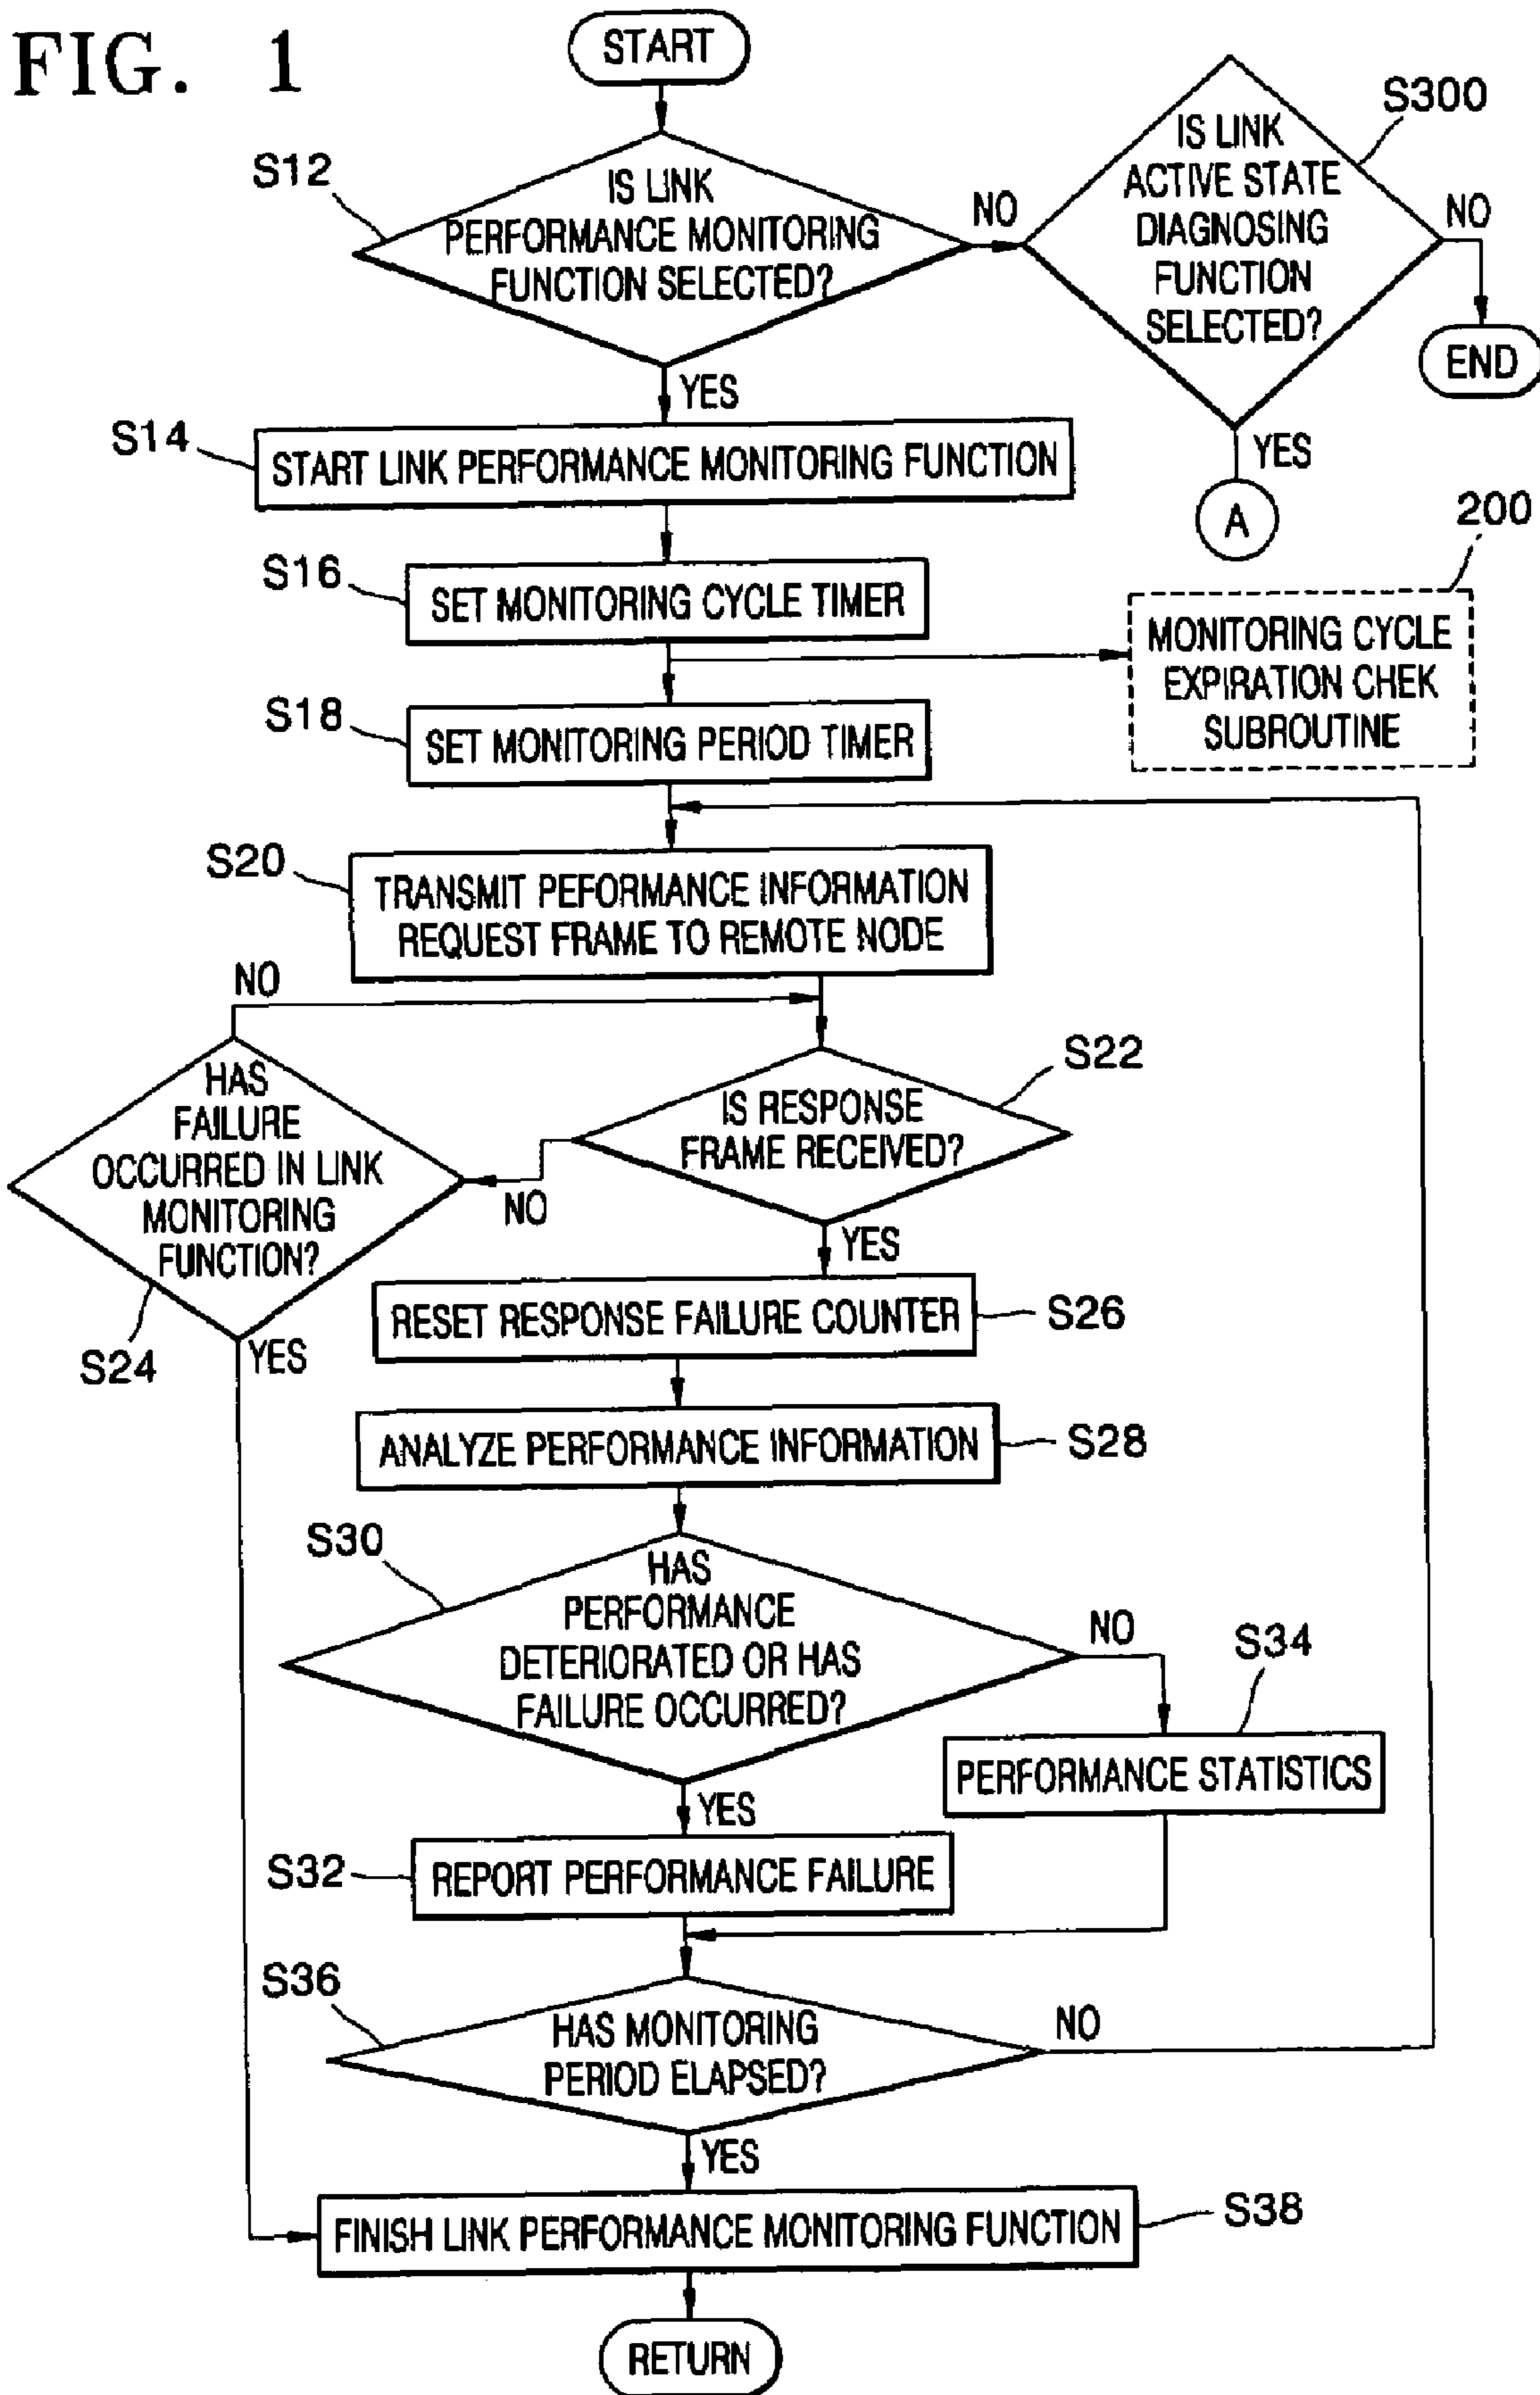 FIG. 1
START
S12
IS LINK
PERFORMANCE MONITORING
FUNCTION SELECTED?
NO
S300
IS LINK
ACTIVE STATE
DIAGNOSING
FUNCTION
SELECTED?
NO
END
YES
A
YES
S14
START LINK PERFORMANCE MONITORING FUNCTION
S16
SET MONITORING CYCLE TIMER
200
MONITORING CYCLE
EXPIRATION CHEK
SUBROUTINE
S18
SET MONITORING PERIOD TIMER
S20
TRANSMIT PEFORMANCE INFORMATION
REQUEST FRAME TO REMOTE NODE
NO
S22
IS RESPONSE
FRAME RECEIVED?
NO
HAS
FAILURE
OCCURRED IN LINK
MONITORING
FUNCTION?
S24
YES
YES
RESET RESPONSE FAILURE COUNTER
S26
ANALYZE PERFORMANCE INFORMATION
S28
S30
HAS
PERFORMANCE
DETERIORATED OR HAS
FAILURE OCCURRED?
NO
S34
PERFORMANCE STATISTICS
YES
S32
REPORT PERFORMANCE FAILURE
S36
HAS MONITORING
PERIOD ELAPSED?
NO
YES
FINISH LINK PERFORMANCE MONITORING FUNCTION
S38
RETURN